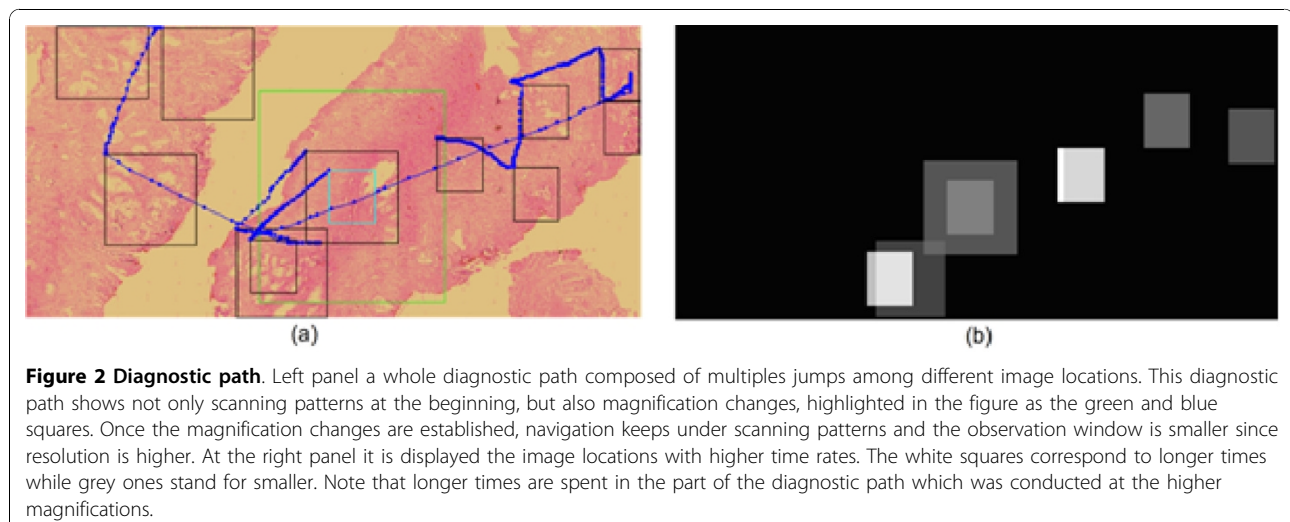 (a)
(b)
Figure 2 Diagnostic path. Left panel a whole diagnostic path composed of multiples jumps among different image locations. This diagnostic
path shows not only scanning patterns at the beginning, but also magnification changes, highlighted in the figure as the green and blue
squares. Once the magnification changes are established, navigation keeps under scanning patterns and the observation window is smaller since
resolution is higher. At the right panel it is displayed the image locations with higher time rates. The white squares correspond to longer times
while grey ones stand for smaller. Note that longer times are spent in the part of the diagnostic path which was conducted at the higher
magnifications.